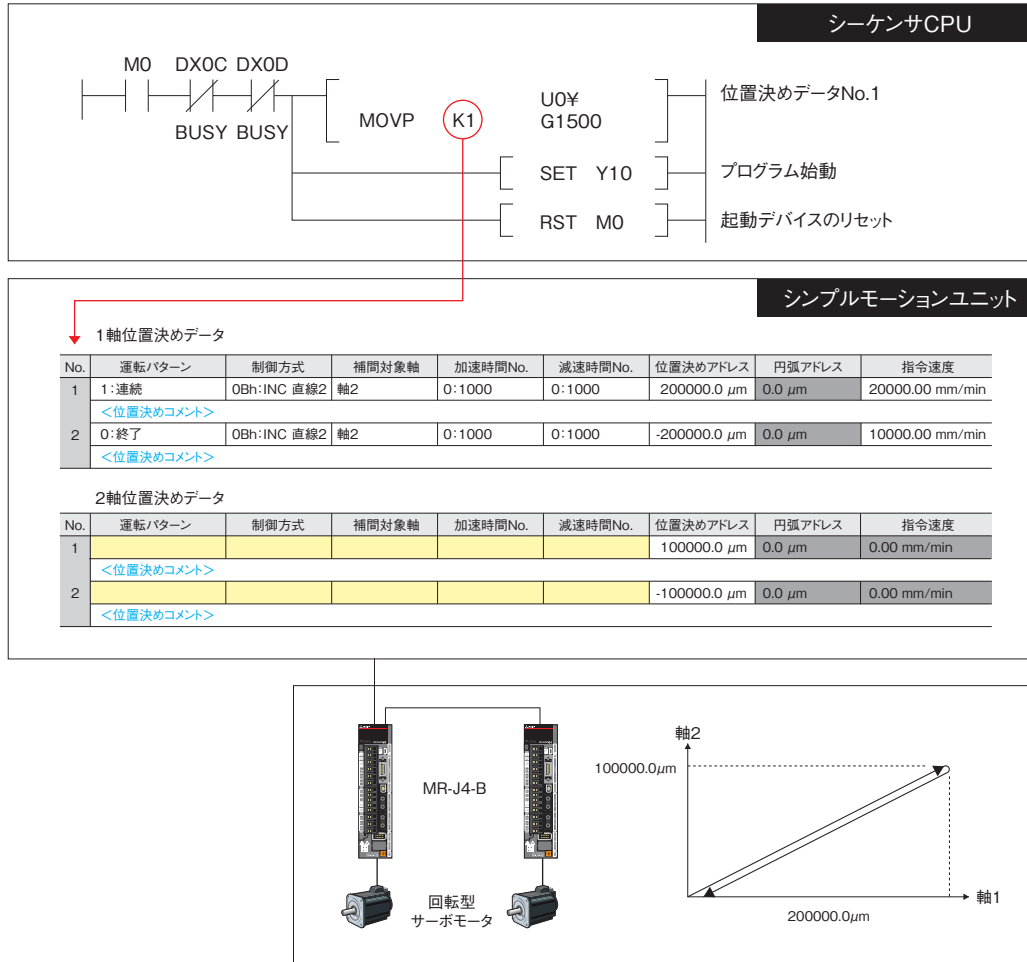 シーケンサCPU
M0 DX0C DX0D
BUSY BUSY
MOVP K1 U0¥
G1500
位置決めデータNo.1
SET Y10
プログラム始動
RST M0
起動デバイスのリセット
シンプルモーションユニット
1軸位置決めデータ
No. 運転パターン 制御方式 補間対象軸 加速時間No. 減速時間No. 位置決めアドレス 円弧アドレス 指令速度
1 1:連続 0Bh:INC 直線2 軸2 0:1000 0:1000 200000.0 μm 0.0 μm 20000.00 mm/min
<位置決めコメント>
2 0:終了 0Bh:INC 直線2 軸2 0:1000 0:1000 -200000.0 μm 0.0 μm 10000.00 mm/min
<位置決めコメント>
2軸位置決めデータ
No. 運転パターン 制御方式 補間対象軸 加速時間No. 減速時間No. 位置決めアドレス 円弧アドレス 指令速度
1 100000.0 μm 0.0 μm 0.00 mm/min
<位置決めコメント>
2 -100000.0 μm 0.0 μm 0.00 mm/min
<位置決めコメント>
MR-J4-B
回転型
サーボモータ
軸2
100000.0μm
軸1
200000.0μm